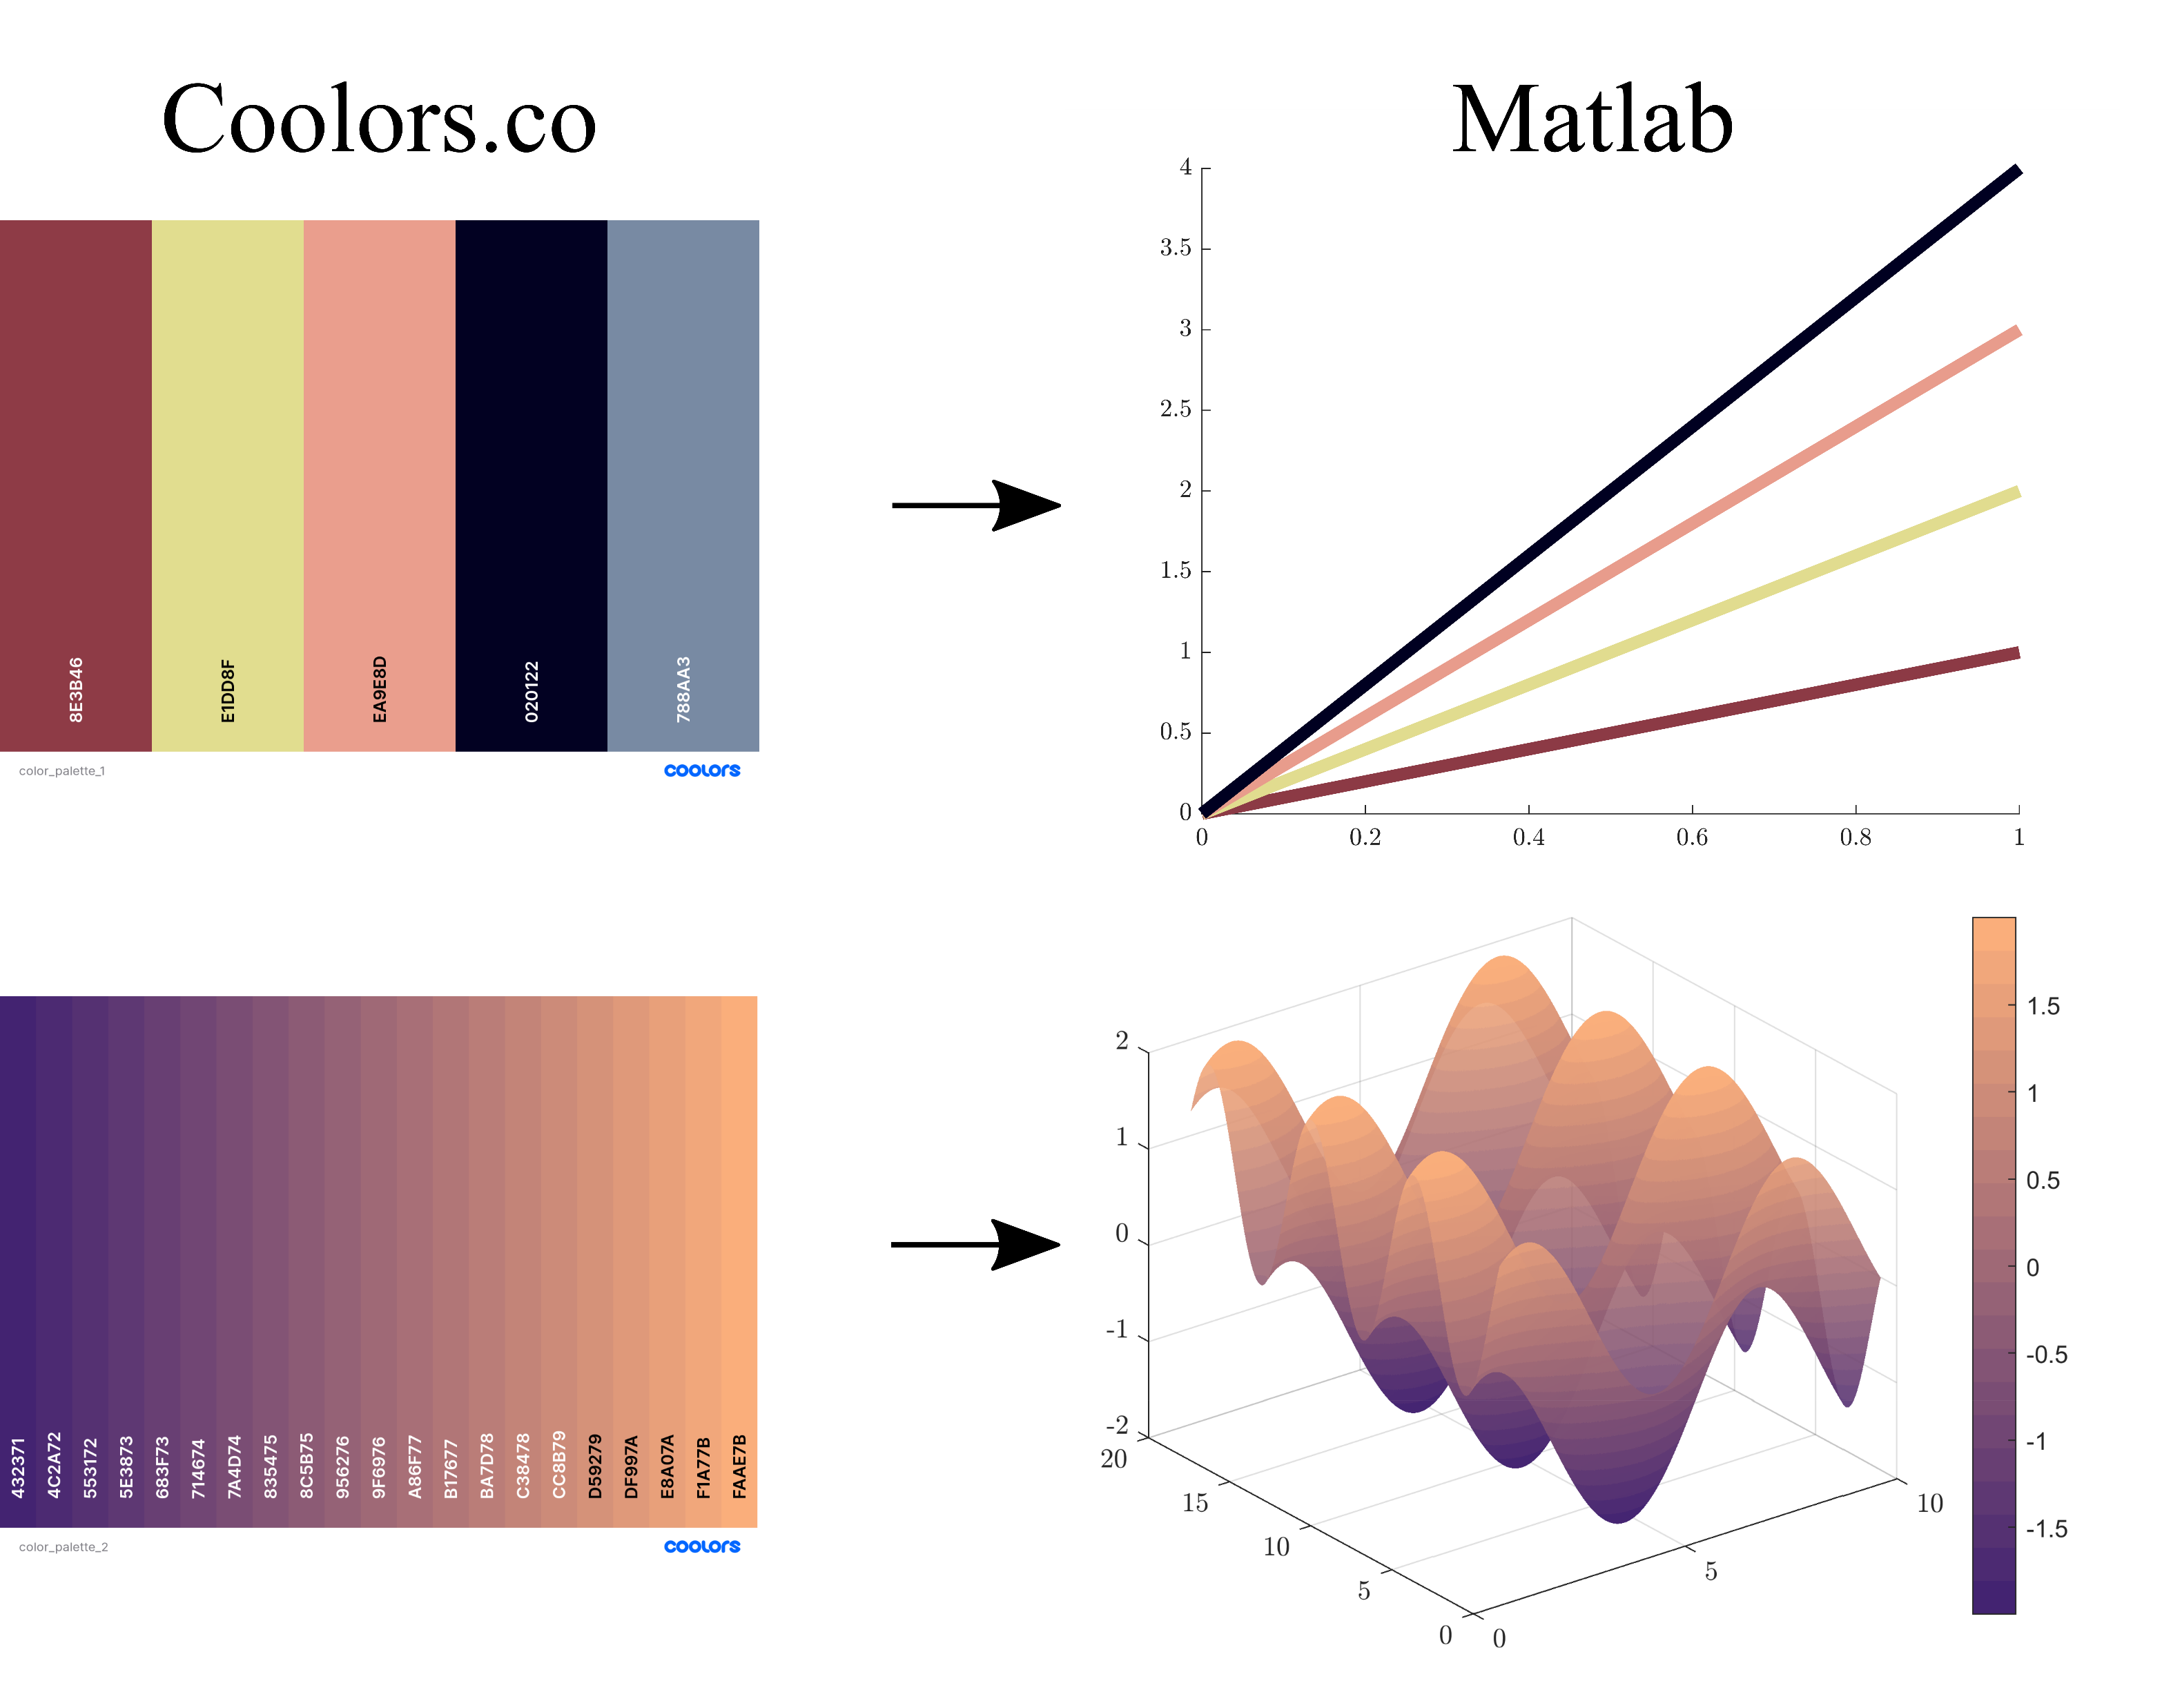 Coolors.co
Matlab
8E3B46
E1DD8F
EA9E8D
020122
788AA3
color_palette_1
coolors
4
3.5
3
2.5
2
1.5
1
0.5
0
0
0.2
0.4
0.6
0.8
1
432371
4C2A72
553172
5E3873
683F73
714674
7A4D74
835475
8C5B75
956276
9F6976
A86F77
B17677
BA7D78
C38478
CC8B79
D59279
DF997A
E8A07A
F1A77B
FAAE7B
color_palette_2
coolors
2
1
0
-1
-2
20
15
10
5
0
0
5
10
1.5
1
0.5
0
-0.5
-1
-1.5